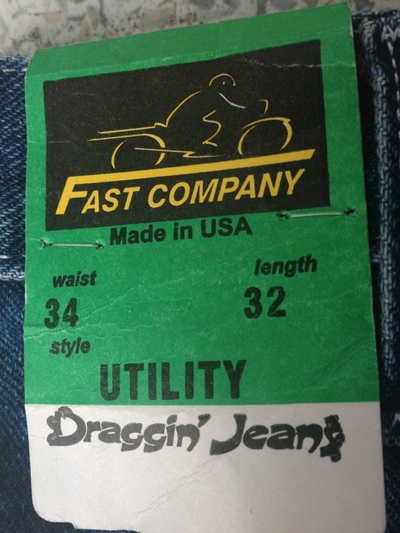 FAST COMPANY
Made in USA
waist length
34 32
style
UTILITY
Draggin' Jeans